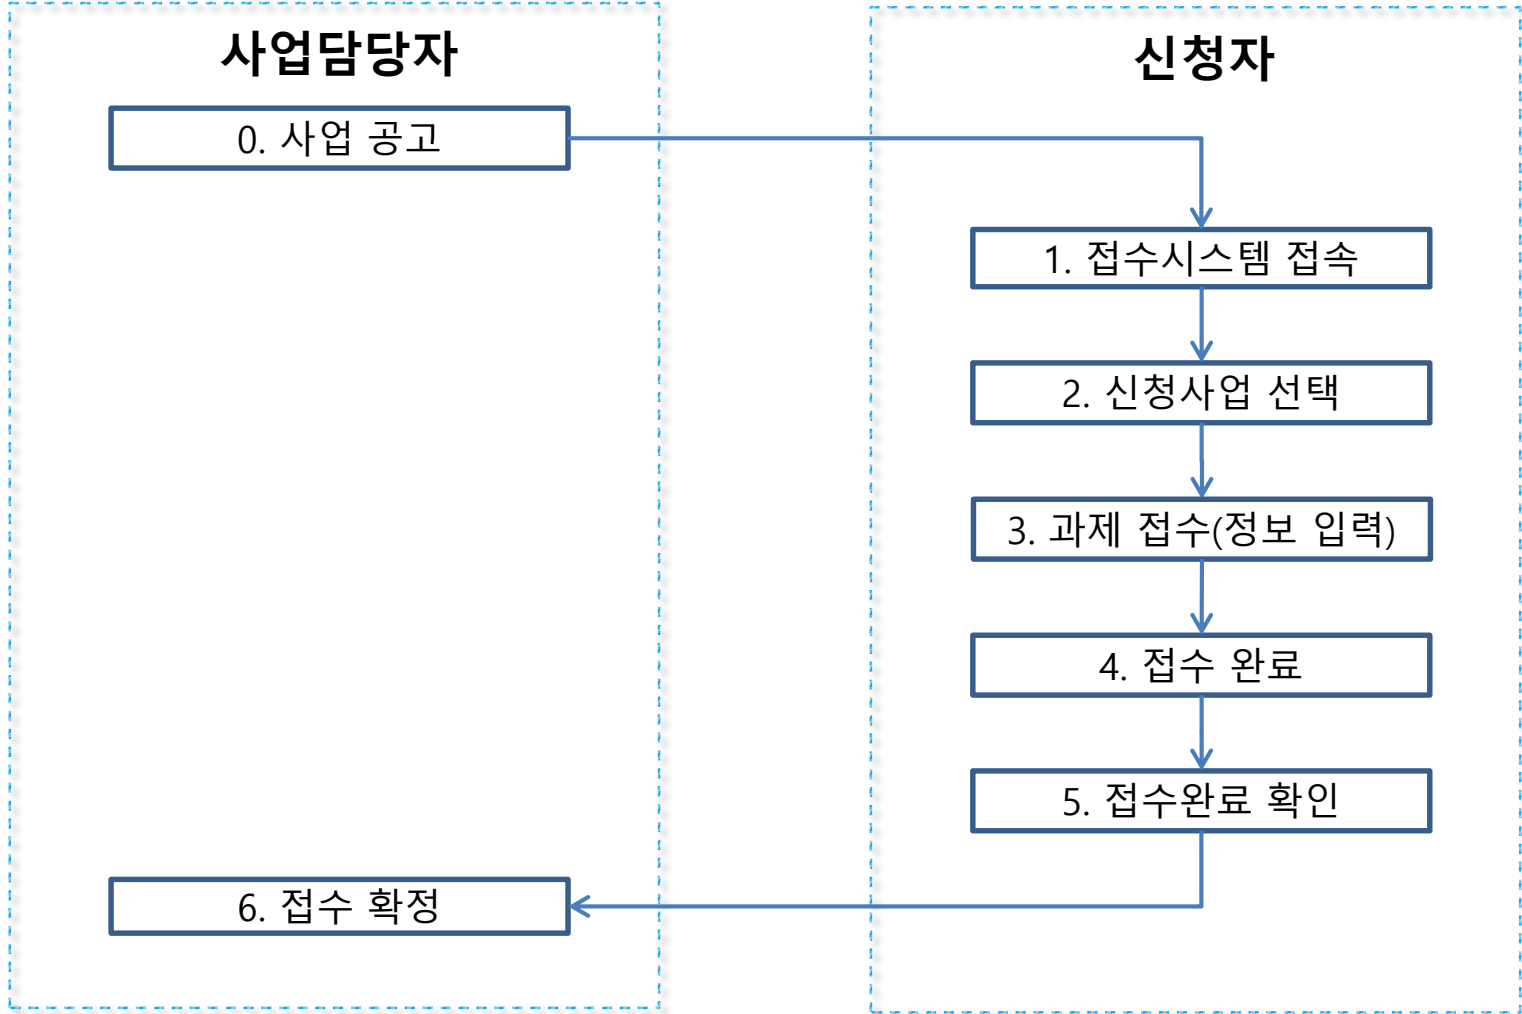 사업담당자
신청자
0. 사업 공고
1. 접수시스템 접속
2. 신청사업 선택
3. 과제 접수(정보 입력)
4. 접수 완료
5. 접수완료 확인
6. 접수 확정